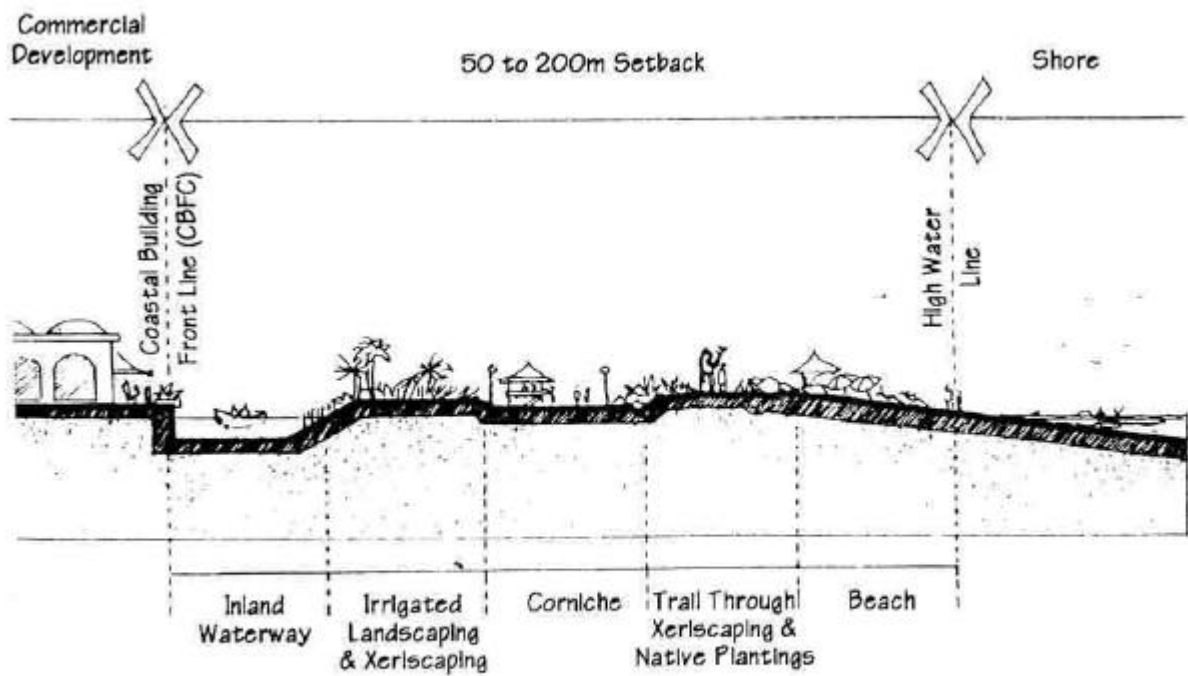 Commercial
Development
50 to 200m Setback
Shore
Coastal Building
Front Line (CBFC)
High Water
Line
Inland
Waterway
Irrigated
Landscaping
& Xeriscaping
Corniche
Trail Through
Xeriscaping &
Native Plantings
Beach